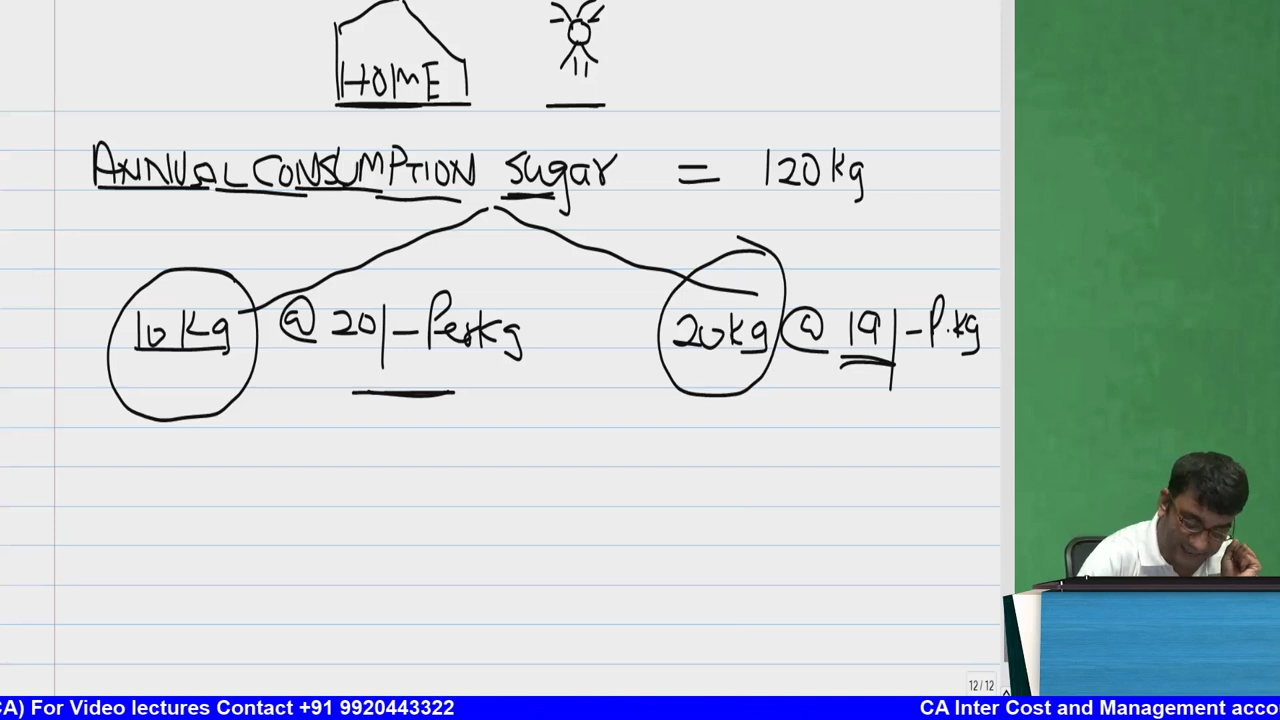 HOME
ANNUAL CONSUMPTION sugar = 120 kg
10 Kg @ 20/- Per kg 20 kg @ 19/- P.kg
12/12
CA) For Video lectures Contact +91 9920443322 CA Inter Cost and Management acco